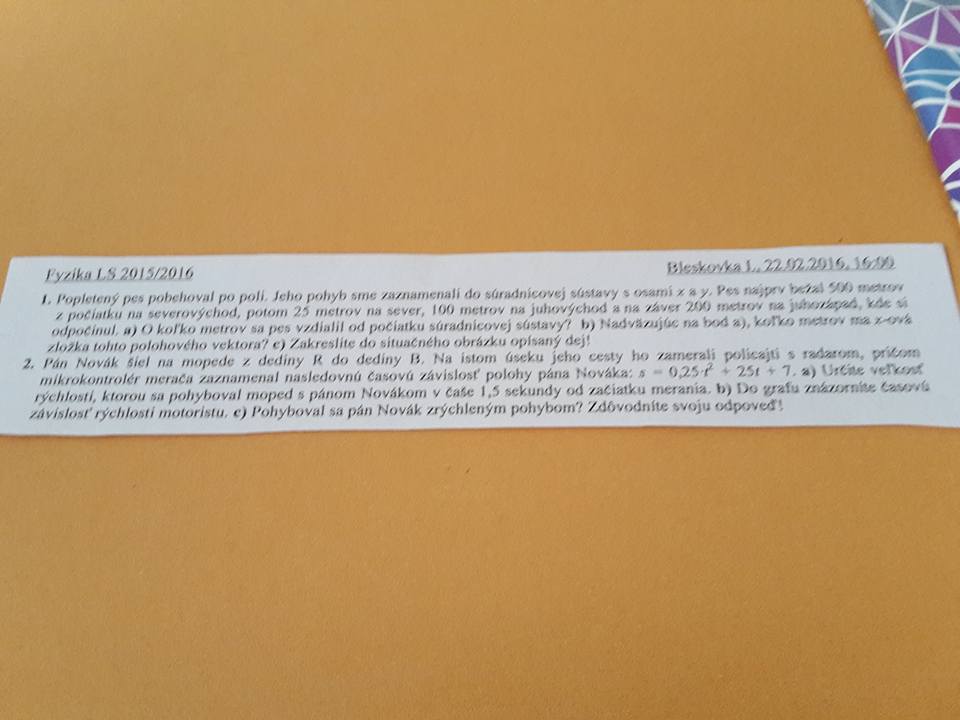 Fyzika LS 2015/2016
Bleskovka I., 22.02.2016, 16:00
1. Popletený pes pobehoval po poli. Jeho pohyb sme zaznamenali do súradnicovej sústavy s osami x a y. Pes najprv bežal 500 metrov
z počiatku na severovýchod, potom 25 metrov na sever, 100 metrov na juhovýchod a na záver 200 metrov na juhozápad, kde si
odpočinul. a) O koľko metrov sa pes vzdialil od počiatku súradnicovej sústavy? b) Nadväzujúc na bod a), koľko metrov ma x-ová
zložka tohto polohového vektora? c) Zakreslite do situačného obrázku opísaný dej!
2. Pán Novák šiel na mopede z dediny R do dediny B. Na istom úseku jeho cesty ho zamerali policajti s radarom, pričom
mikrokontrolér merača zaznamenal nasledovnú časovú závislosť polohy pána Nováka: s = 0,25·t² + 25t + 7. a) Určite veľkosť
rýchlosti, ktorou sa pohyboval moped s pánom Novákom v čaše 1,5 sekundy od začiatku merania. b) Do grafu znázornite časovú
závislosť rýchlosti motoristu. c) Pohyboval sa pán Novák zrýchleným pohybom? Zdôvodnite svoju odpoveď!